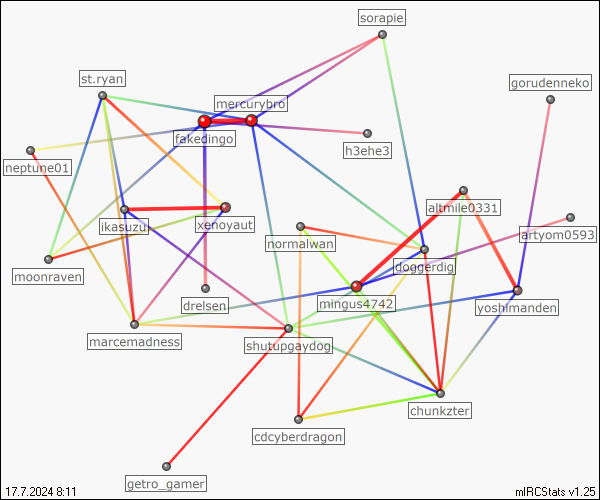 sorapie
st.ryan
gorudenneko
mercurybro
fakedingo
h3ehe3
neptune01
altmile0331
ikasuzu
xenoyaut
artyom0593
normalwan
moonraven
doggerdig
drelsen
mingus4742
yoshimanden
marcemadness
shutupgaydog
chunkzter
cdcyberdragon
getro_gamer
17.7.2024 8:11
mIRCStats v1.25